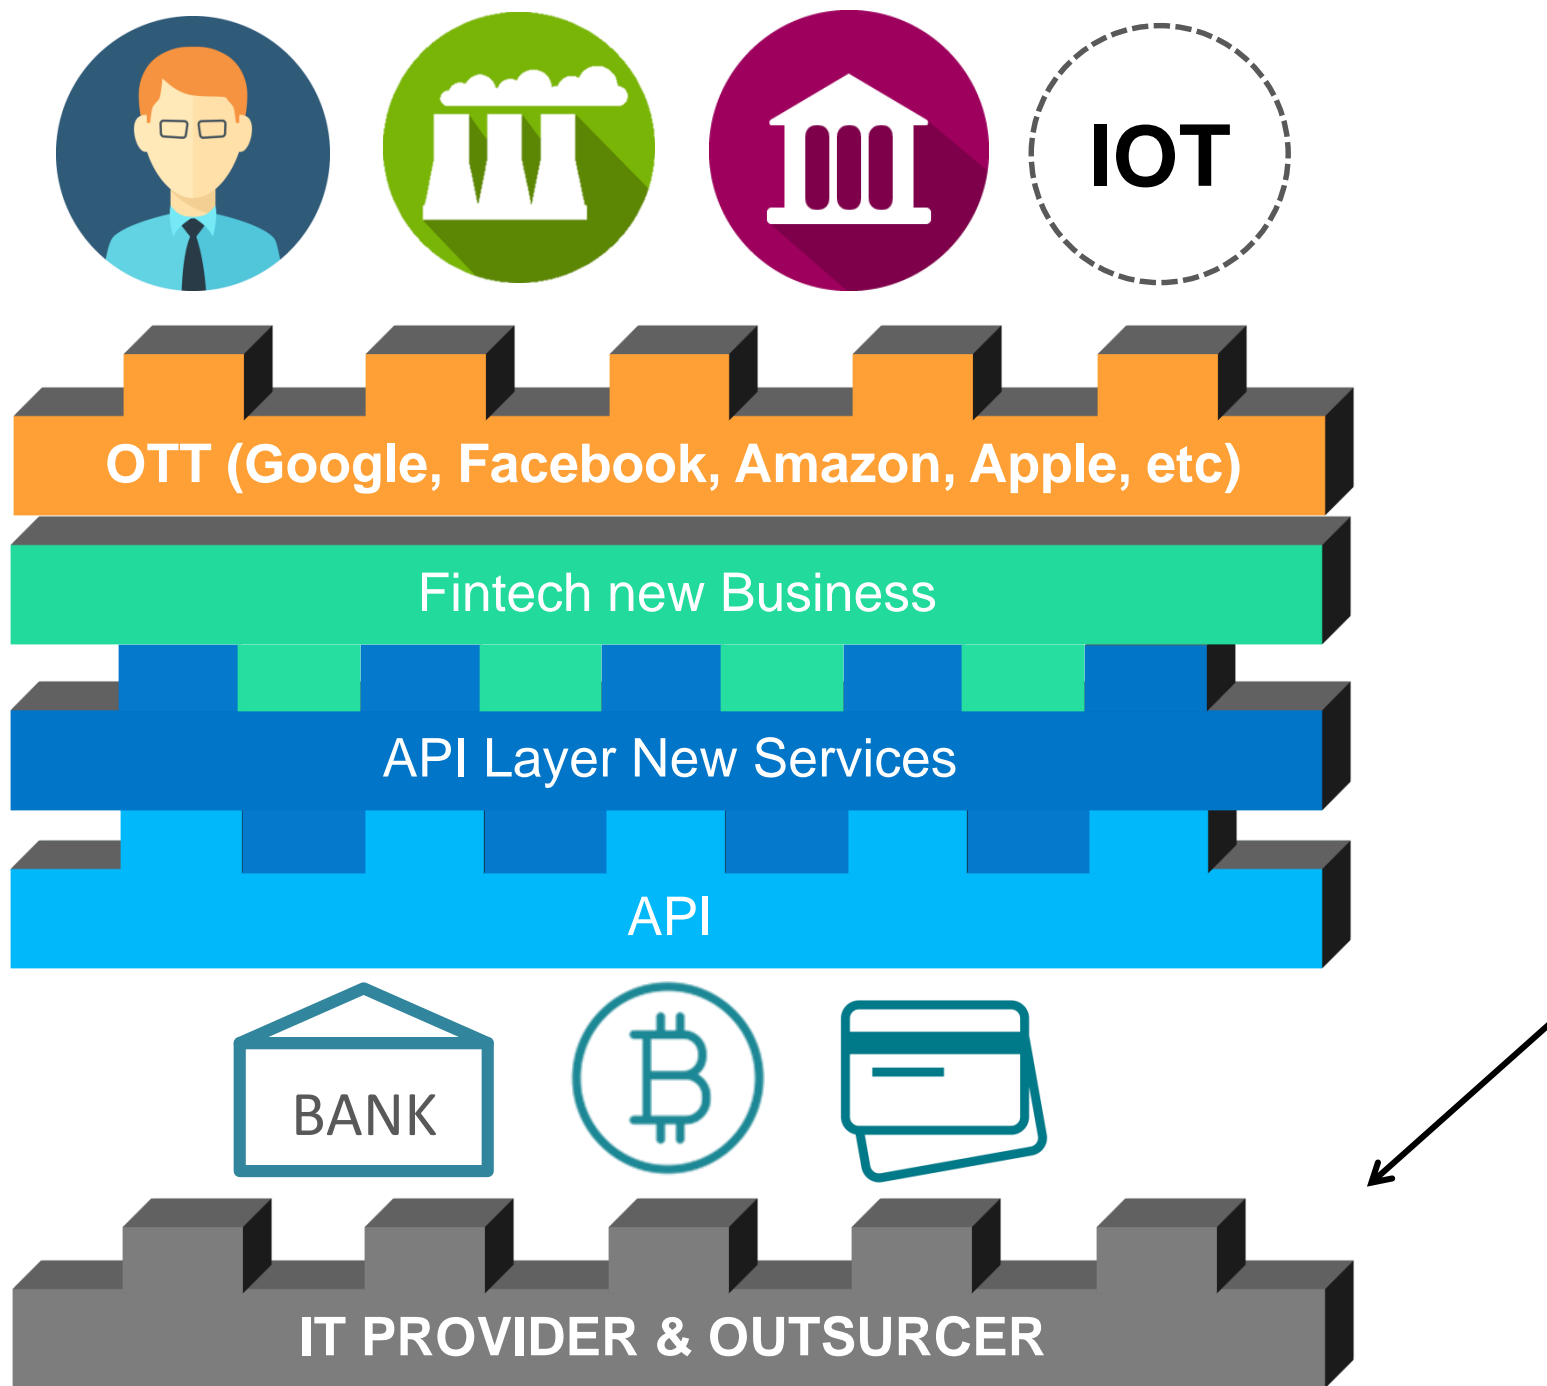 IOT
OTT (Google, Facebook, Amazon, Apple, etc)
Fintech new Business
API Layer New Services
API
BANK
IT PROVIDER & OUTSURCER